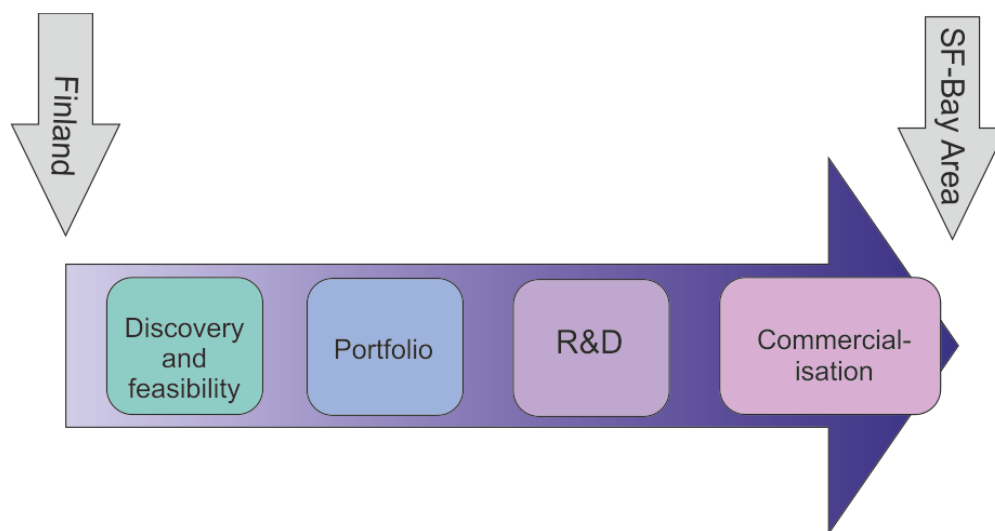 Finland
SF-Bay Area
Discovery
and
feasibility
Portfolio
R&D
Commercial-
isation